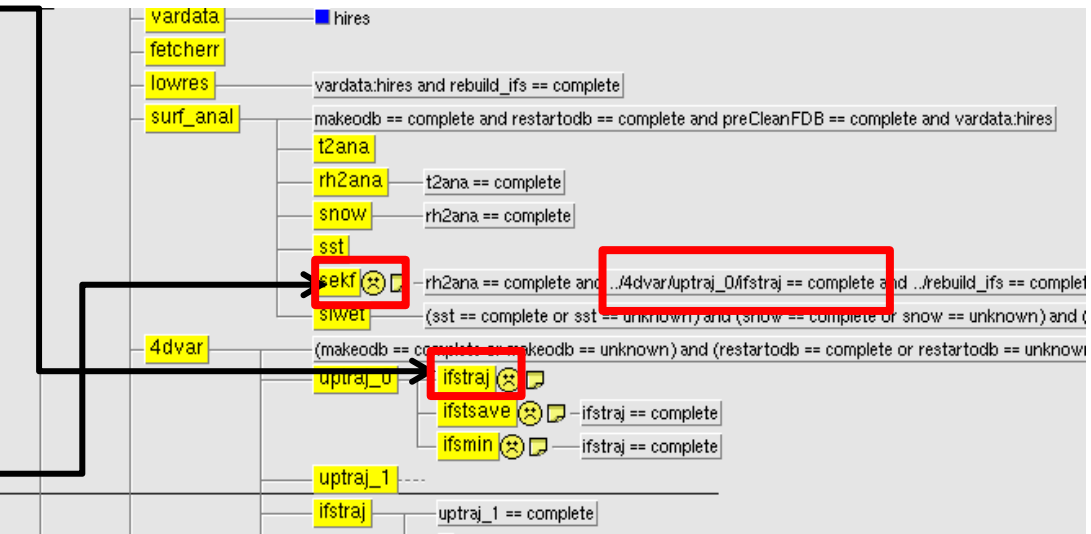 vardata hires
fetcherr
lowres vardata:hires and rebuild_ifs == complete
surf_anal makeodb == complete and restartodb == complete and preCleanFDB == complete and vardata:hires
t2ana
rh2ana t2ana == complete
snow rh2ana == complete
sst
sekf rh2ana == complete and ../4dvar/uptraj_0/ifstraj == complete and ../rebuild_ifs == complet
siwet (sst == complete or sst == unknown) and (snow == complete or snow == unknown) and (
4dvar (makeodb == complete or makeodb == unknown) and (restartodb == complete or restartodb == unknown
uptraj_0 ifstraj
ifstsave ifstraj == complete
ifsmin ifstraj == complete
uptraj_1
ifstraj uptraj_1 == complete